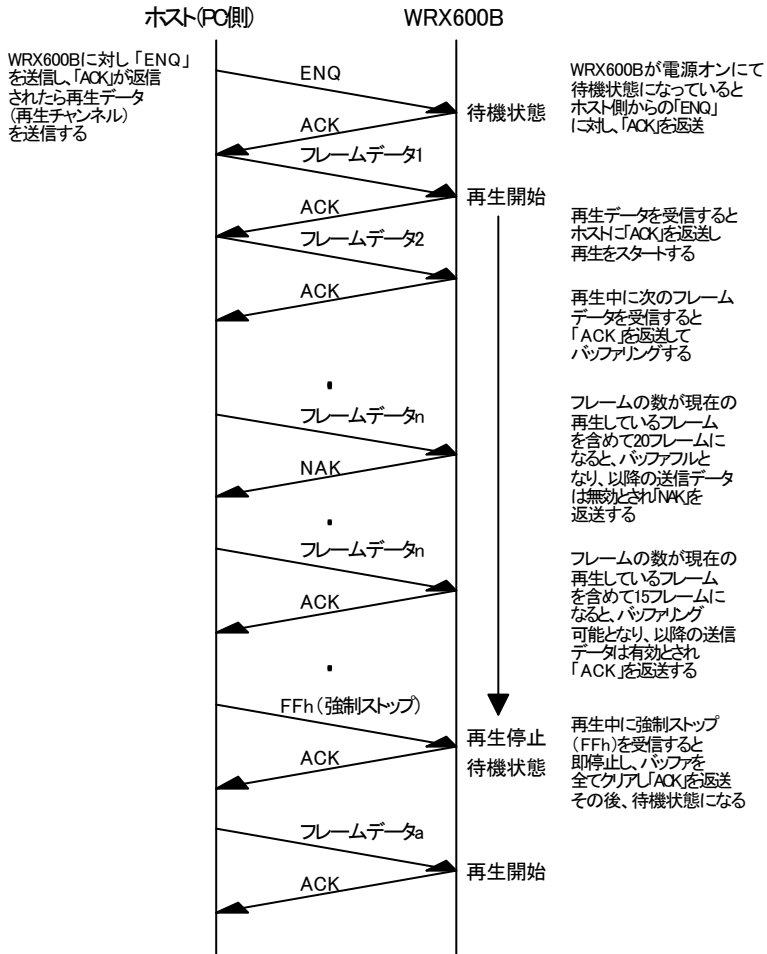 ホスト(PC側)
WRX600B
WRX600Bに対し「ENQ」
を送信し、「ACK」が返信
されたら再生データ
(再生チャンネル)
を送信する
ENQ
WRX600Bが電源オンにて
待機状態になっていると
ホスト側からの「ENQ」
に対し、「ACK」を返送
待機状態
ACK
フレームデータ1
再生開始
ACK
フレームデータ2
再生データを受信すると
ホストに「ACK」を返送し
再生をスタートする
ACK
再生中に次のフレーム
データを受信すると
「ACK」を返送して
バッファリングする
フレームデータn
NAK
フレームの数が現在の
再生しているフレーム
を含めて20フレームに
なると、バッファフルと
なり、以降の送信データ
は無効とされ「NAK」を
返送する
フレームデータn
ACK
フレームの数が現在の
再生しているフレーム
を含めて15フレームに
なると、バッファリング
可能となり、以降の送信
データは有効とされ
「ACK」を返送する
FFh(強制ストップ)
再生停止
待機状態
ACK
再生中に強制ストップ
(FFh)を受信すると
即停止し、バッファを
全てクリアし「ACK」を返送
その後、待機状態になる
フレームデータa
再生開始
ACK